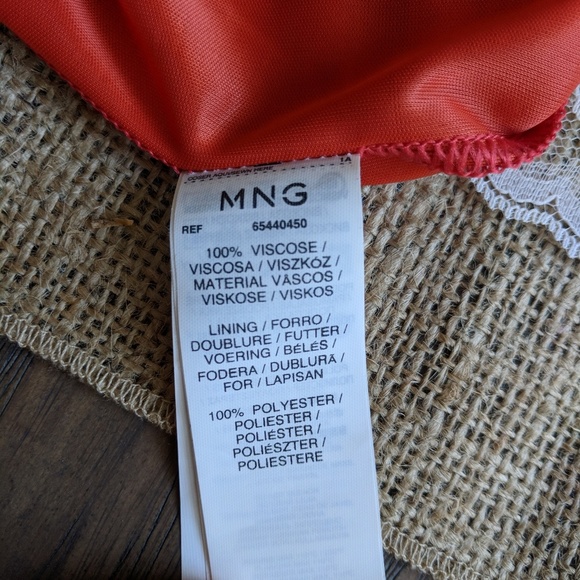 MNG
REF 65440450
100% VISCOSE /
VISCOSA / VISZKÓZ /
MATERIAL VÂSCOS /
VISKOSE / VISKOS
LINING / FORRO /
DOUBLURE / FUTTER /
VOERING / BÉLÉS /
FODERA / DUBLURĂ /
FOR / LAPISAN
100% POLYESTER /
POLIESTER /
POLIÉSTER /
POLIÉSZTER /
POLIESTERE